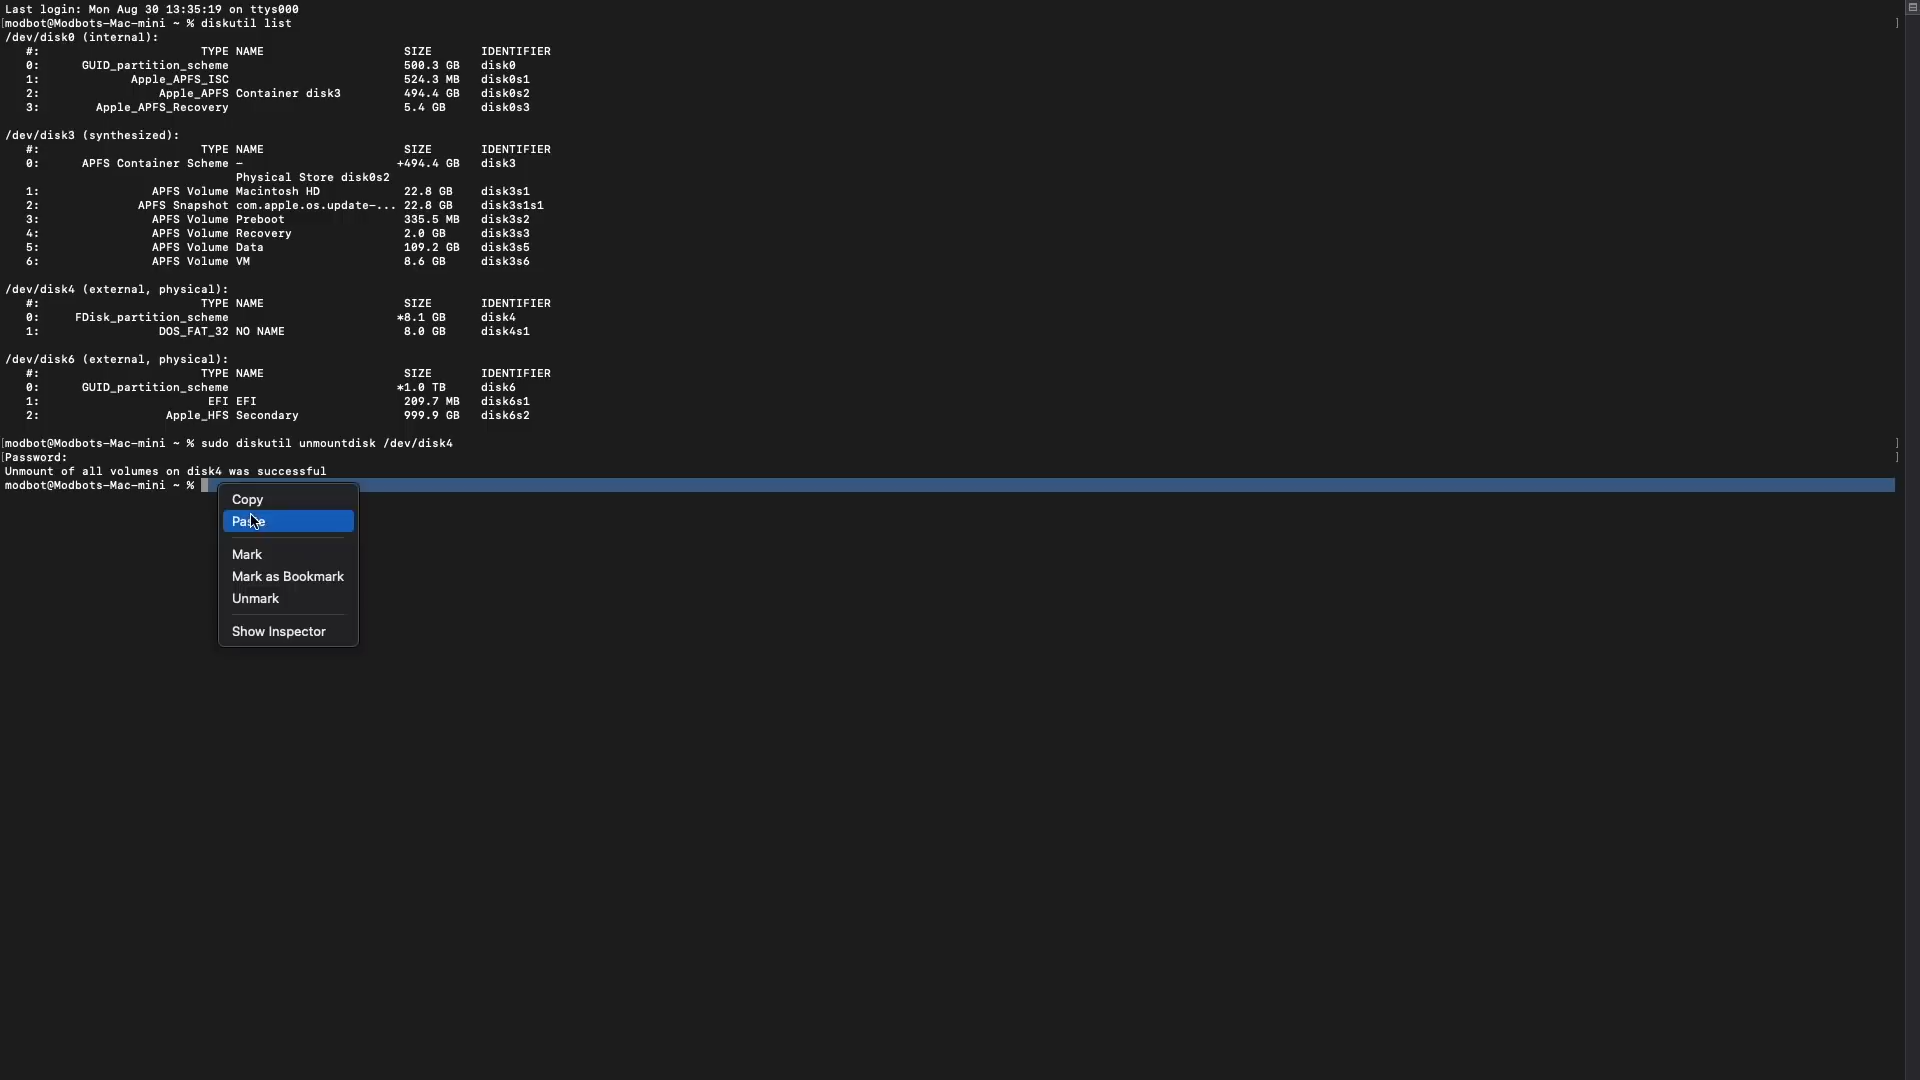 Last login: Mon Aug 30 13:35:19 on ttys000
[modbot@Modbots-Mac-mini ~ % diskutil list ]
/dev/disk0 (internal):
#: TYPE NAME SIZE IDENTIFIER
0: GUID_partition_scheme 500.3 GB disk0
1: Apple_APFS_ISC 524.3 MB disk0s1
2: Apple_APFS Container disk3 494.4 GB disk0s2
3: Apple_APFS_Recovery 5.4 GB disk0s3
/dev/disk3 (synthesized):
#: TYPE NAME SIZE IDENTIFIER
0: APFS Container Scheme - +494.4 GB disk3
Physical Store disk0s2
1: APFS Volume Macintosh HD 22.8 GB disk3s1
2: APFS Snapshot com.apple.os.update-... 22.8 GB disk3s1s1
3: APFS Volume Preboot 335.5 MB disk3s2
4: APFS Volume Recovery 2.0 GB disk3s3
5: APFS Volume Data 109.2 GB disk3s5
6: APFS Volume VM 8.6 GB disk3s6
/dev/disk4 (external, physical):
#: TYPE NAME SIZE IDENTIFIER
0: FDisk_partition_scheme *8.1 GB disk4
1: DOS_FAT_32 NO NAME 8.0 GB disk4s1
/dev/disk6 (external, physical):
#: TYPE NAME SIZE IDENTIFIER
0: GUID_partition_scheme *1.0 TB disk6
1: EFI EFI 209.7 MB disk6s1
2: Apple_HFS Secondary 999.9 GB disk6s2
[modbot@Modbots-Mac-mini ~ % sudo diskutil unmountdisk /dev/disk4 ]
[Password: ]
Unmount of all volumes on disk4 was successful
modbot@Modbots-Mac-mini ~ %
Copy
Paste
Mark
Mark as Bookmark
Unmark
Show Inspector